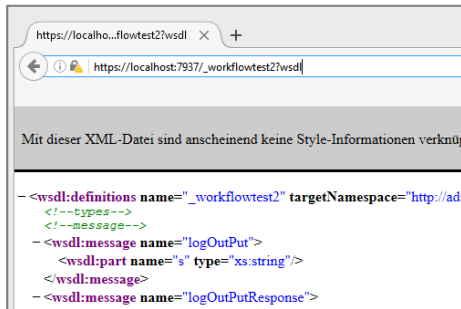 https://localho...flowtest2?wsdl × +
https://localhost:7937/_workflowtest2?wsdl
Mit dieser XML-Datei sind anscheinend keine Style-Informationen
−<wsdl:definitions name="_workflowtest2" targetNamespace="http://ad
<!--types-->
<!--message-->
−<wsdl:message name="logOutPut">
<wsdl:part name="s" type="xs:string"/>
</wsdl:message>
−<wsdl:message name="logOutPutResponse">